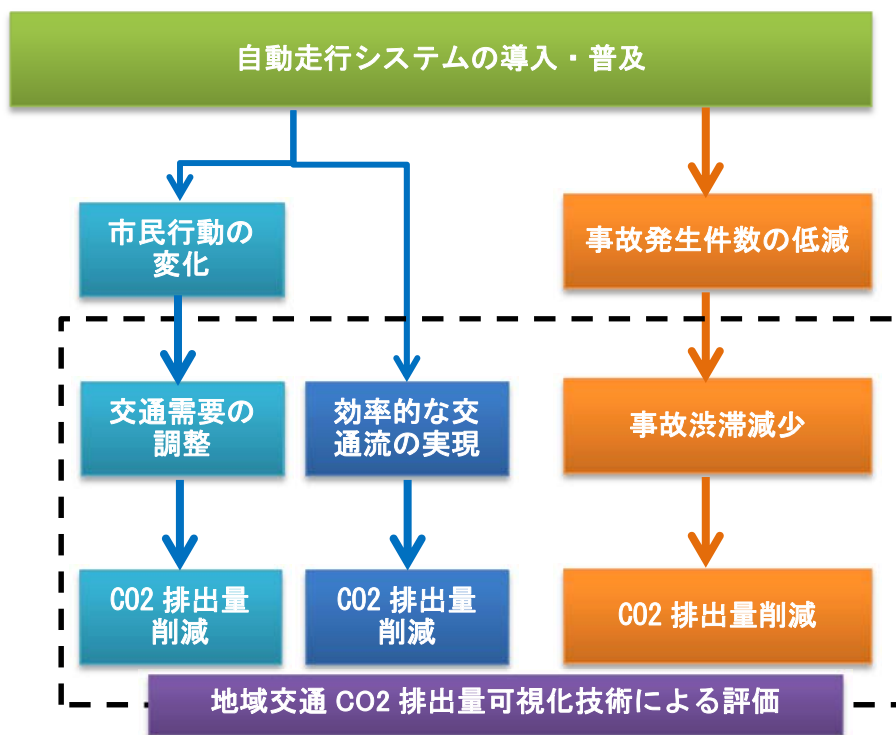 自動走行システムの導入・普及
市民行動の
変化
事故発生件数の低減
交通需要の
調整
効率的な交
通流の実現
事故渋滞減少
CO2 排出量
削減
CO2 排出量
削減
CO2 排出量削減
地域交通 CO2 排出量可視化技術による評価